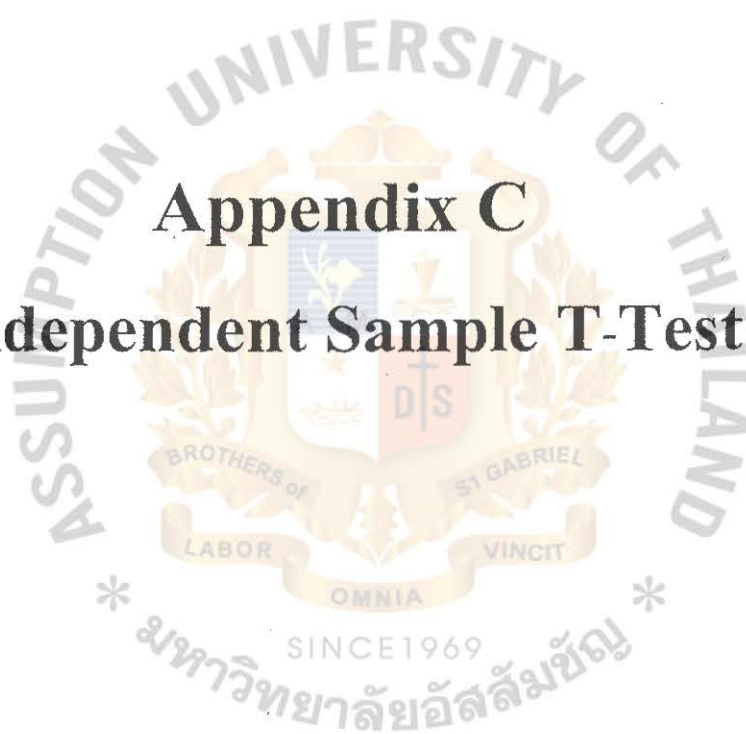 ASSUMPTION UNIVERSITY OF THAILAND
Appendix C
dependent Sample T-Test
D S
BROTHERS of ST GABRIEL
LABOR OMNIA VINCIT
* SINCE1969 *
มหาวิทยาลัยอัสสัมชัญ